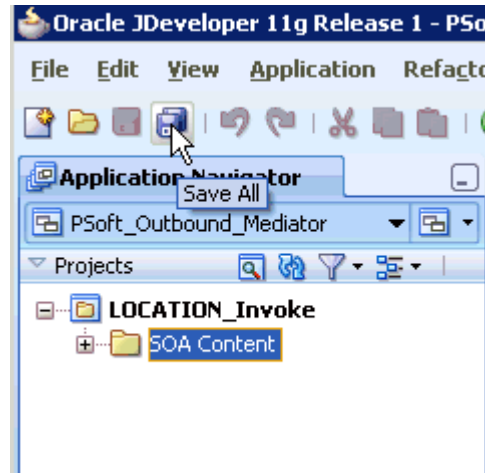 Oracle JDeveloper 11g Release 1 - PSo
File Edit View Application Refacto
Application Navigator
Save All
PSoft_Outbound_Mediator
Projects
LOCATION_Invoke
SOA Content